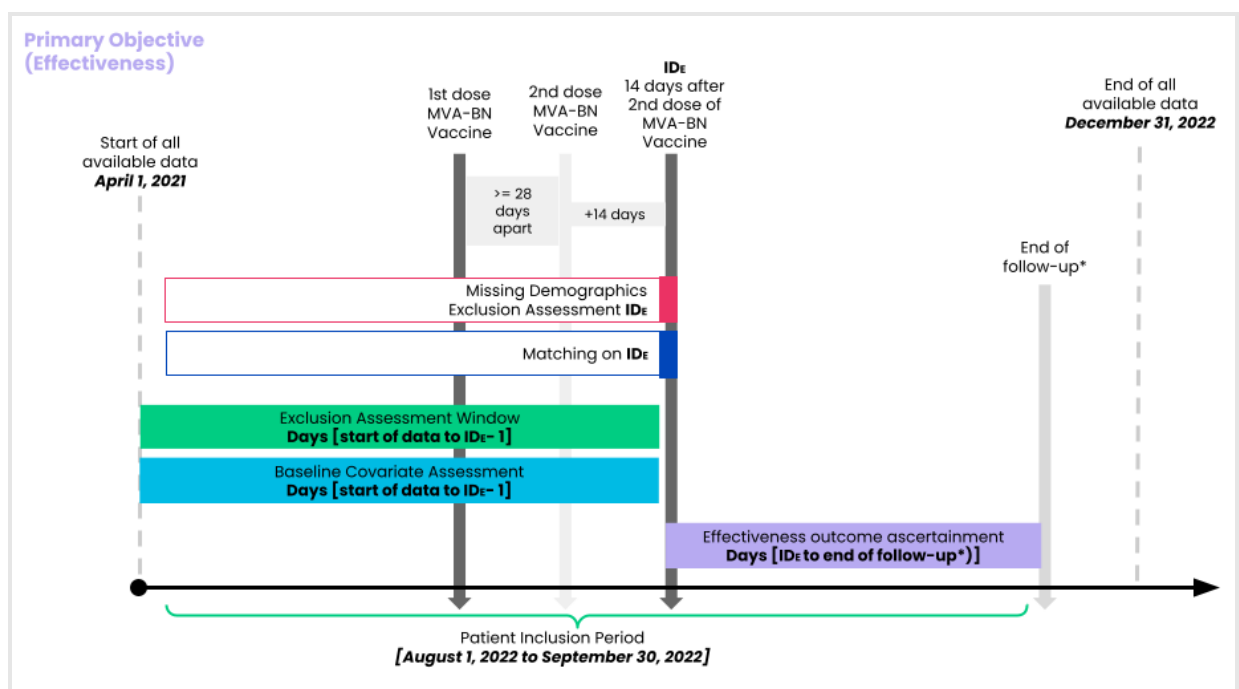 Primary Objective
(Effectiveness)
Start of all
available data
April 1, 2021
1st dose
MVA-BN
Vaccine
2nd dose
MVA-BN
Vaccine
IDE
14 days after
2nd dose of
MVA-BN
Vaccine
End of all
available data
December 31, 2022
>= 28
days
apart
+14 days
End of
follow-up*
Missing Demographics
Exclusion Assessment IDE
Matching on IDE
Exclusion Assessment Window
Days [start of data to IDE- 1]
Baseline Covariate Assessment
Days [start of data to IDE- 1]
Effectiveness outcome ascertainment
Days [IDE to end of follow-up*)]
Patient Inclusion Period
[August 1, 2022 to September 30, 2022]